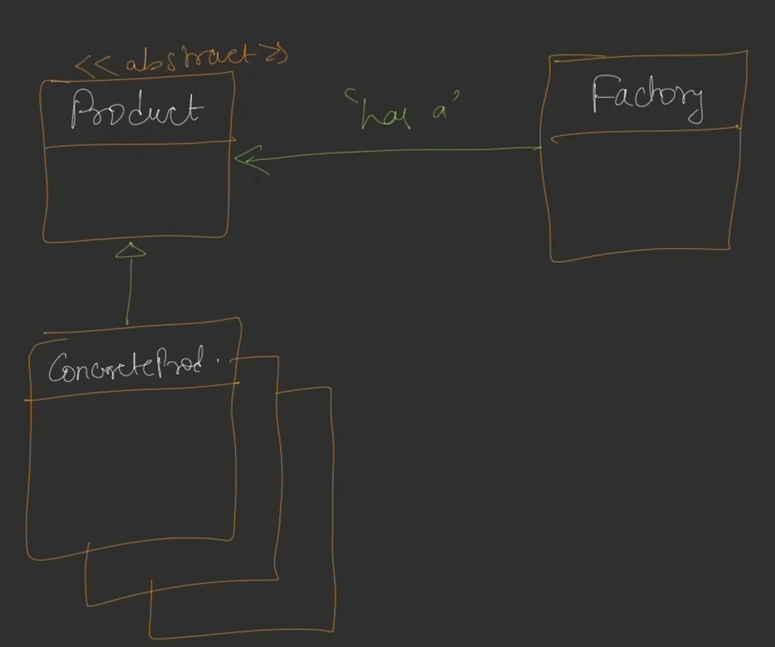 << abstract >>
Product
'has a'
Factory
ConcreteProd.